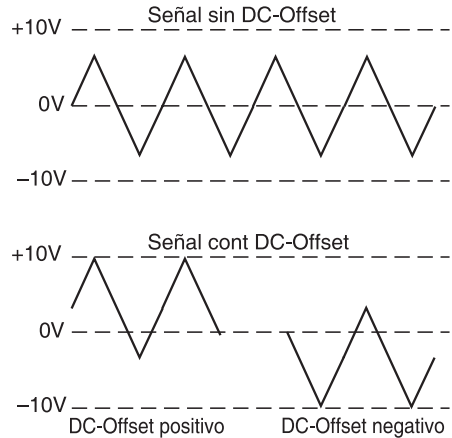 Señal sin DC-Offset
+10V
0V
–10V
Señal cont DC-Offset
+10V
0V
–10V
DC-Offset positivo
DC-Offset negativo